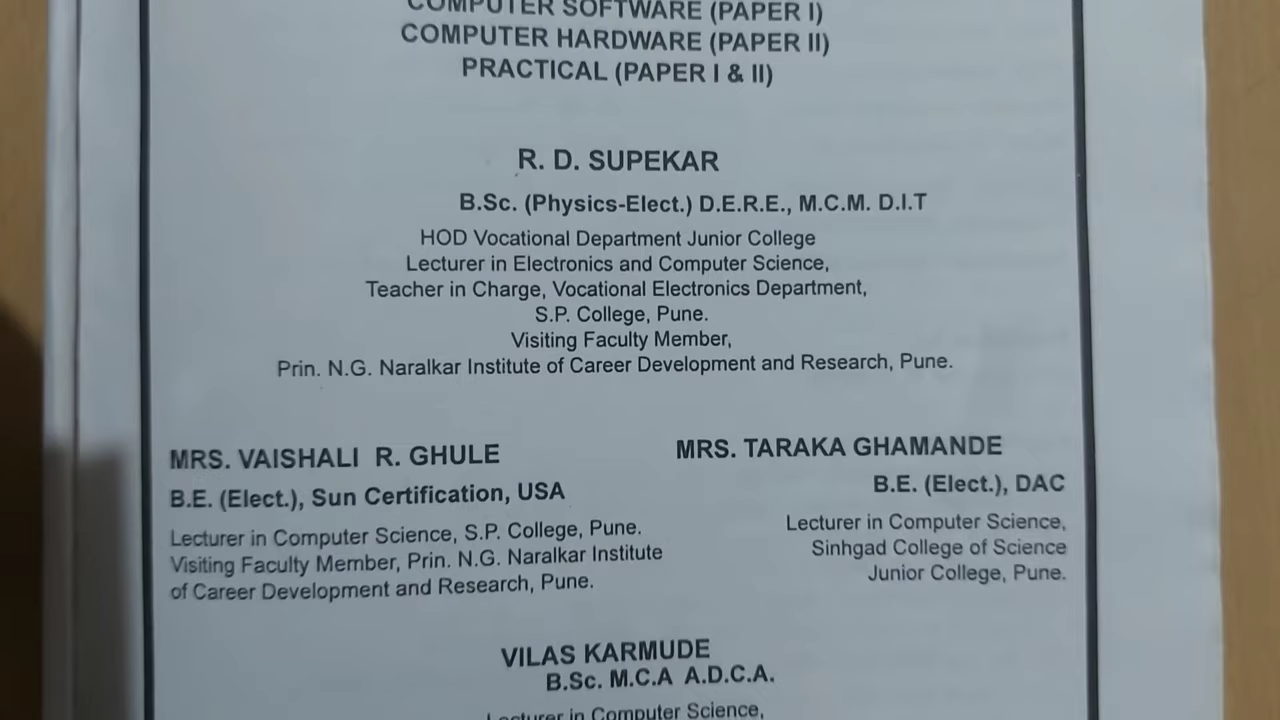 COMPUTER SOFTWARE (PAPER I)
COMPUTER HARDWARE (PAPER II)
PRACTICAL (PAPER I & II)
R. D. SUPEKAR
B.Sc. (Physics-Elect.) D.E.R.E., M.C.M. D.I.T
HOD Vocational Department Junior College
Lecturer in Electronics and Computer Science,
Teacher in Charge, Vocational Electronics Department,
S.P. College, Pune.
Visiting Faculty Member,
Prin. N.G. Naralkar Institute of Career Development and Research, Pune.
MRS. VAISHALI R. GHULE
B.E. (Elect.), Sun Certification, USA
Lecturer in Computer Science, S.P. College, Pune.
Visiting Faculty Member, Prin. N.G. Naralkar Institute
of Career Development and Research, Pune.
MRS. TARAKA GHAMANDE
B.E. (Elect.), DAC
Lecturer in Computer Science,
Sinhgad College of Science
Junior College, Pune.
VILAS KARMUDE
B.Sc. M.C.A A.D.C.A.
Lecturer in Computer Science,